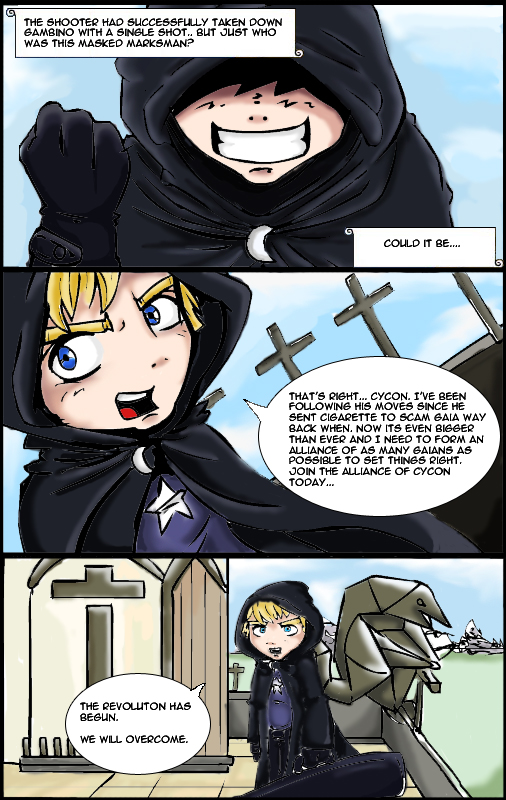 THE SHOOTER HAD SUCCESSFULLY TAKEN DOWN
GAMBINO WITH A SINGLE SHOT.. BUT JUST WHO
WAS THIS MASKED MARKSMAN?
COULD IT BE....
THAT'S RIGHT... CYCON. I'VE BEEN
FOLLOWING HIS MOVES SINCE HE
SENT CIGARETTE TO SCAM GAIA WAY
BACK WHEN. NOW ITS EVEN BIGGER
THAN EVER AND I NEED TO FORM AN
ALLIANCE OF AS MANY GAIANS AS
POSSIBLE TO SET THINGS RIGHT.
JOIN THE ALLIANCE OF CYCON
TODAY...
THE REVOLUTON HAS
BEGUN.
WE WILL OVERCOME.